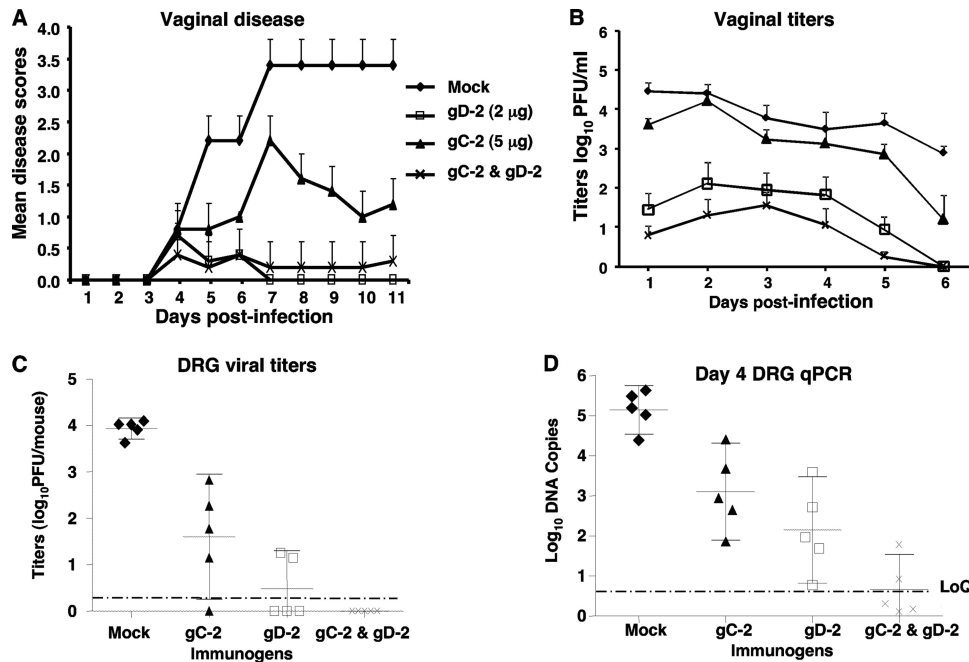 A
Vaginal disease
Mean disease scores
4.0
3.5
3.0
2.5
2.0
1.5
1.0
0.5
0.0
1 2 3 4 5 6 7 8 9 10 11
Days post-infection
Mock
gD-2 (2 μg)
gC-2 (5 μg)
gC-2 & gD-2
B
Vaginal titers
Titers log10 PFU/ml
6
5
4
3
2
1
0
1 2 3 4 5 6
Days post-infection
C
DRG viral titers
Titers (log10PFU/mouse)
5
4
3
2
1
0
Mock gC-2 gD-2 gC-2 & gD-2
Immunogens
D
Day 4 DRG qPCR
Log10 DNA Copies
6
5
4
3
2
1
0
LoQ
Mock gC-2 gD-2 gC-2 & gD-2
Immunogens